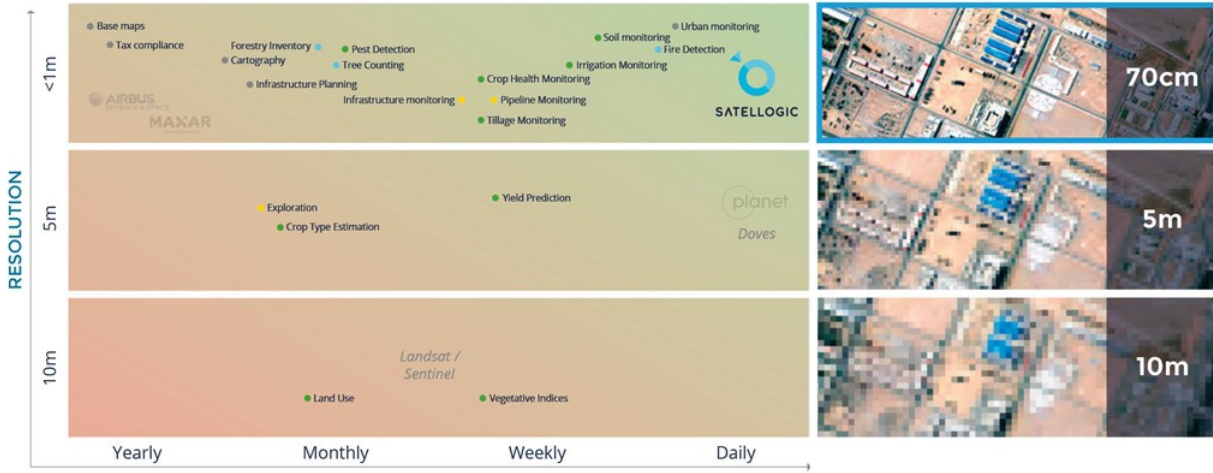 Base maps
Urban monitoring
Soil monitoring
Tax compliance
Forestry Inventory
Pest Detection
Fire Detection
Cartography
Tree Counting
Irrigation Monitoring
Crop Health Monitoring
Infrastructure Planning
Infrastructure monitoring
Pipeline Monitoring
AIRBUS
DEFENCE & SPACE
MAXAR
SATELLOGIC
Tillage Monitoring
<1m
70cm
RESOLUTION
Yield Prediction
planet
Exploration
Doves
Crop Type Estimation
5m
5m
Landsat /
Sentinel
Land Use
Vegetative Indices
10m
10m
Yearly
Monthly
Weekly
Daily